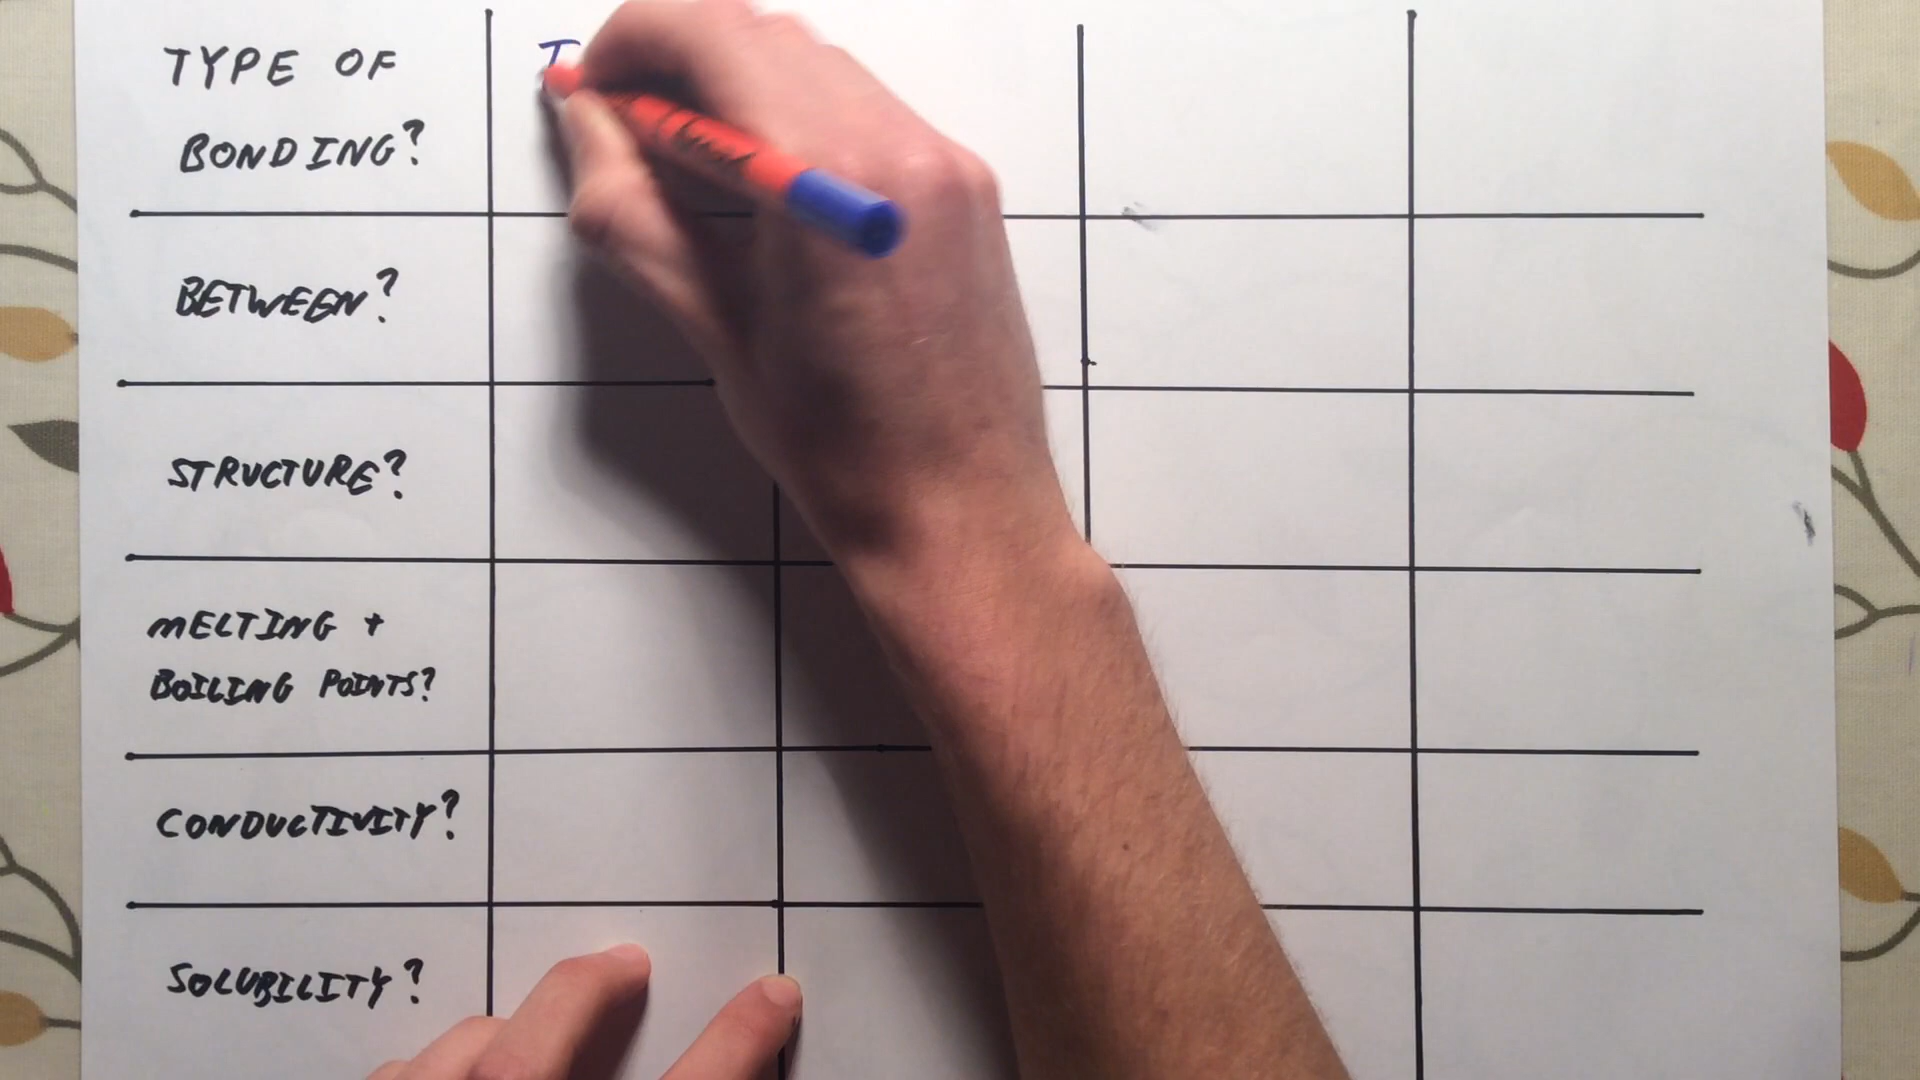 TYPE OF
BONDING?
BETWEEN?
STRUCTURE?
MELTING +
BOILING POINTS?
CONDUCTIVITY?
SOLUBILITY?